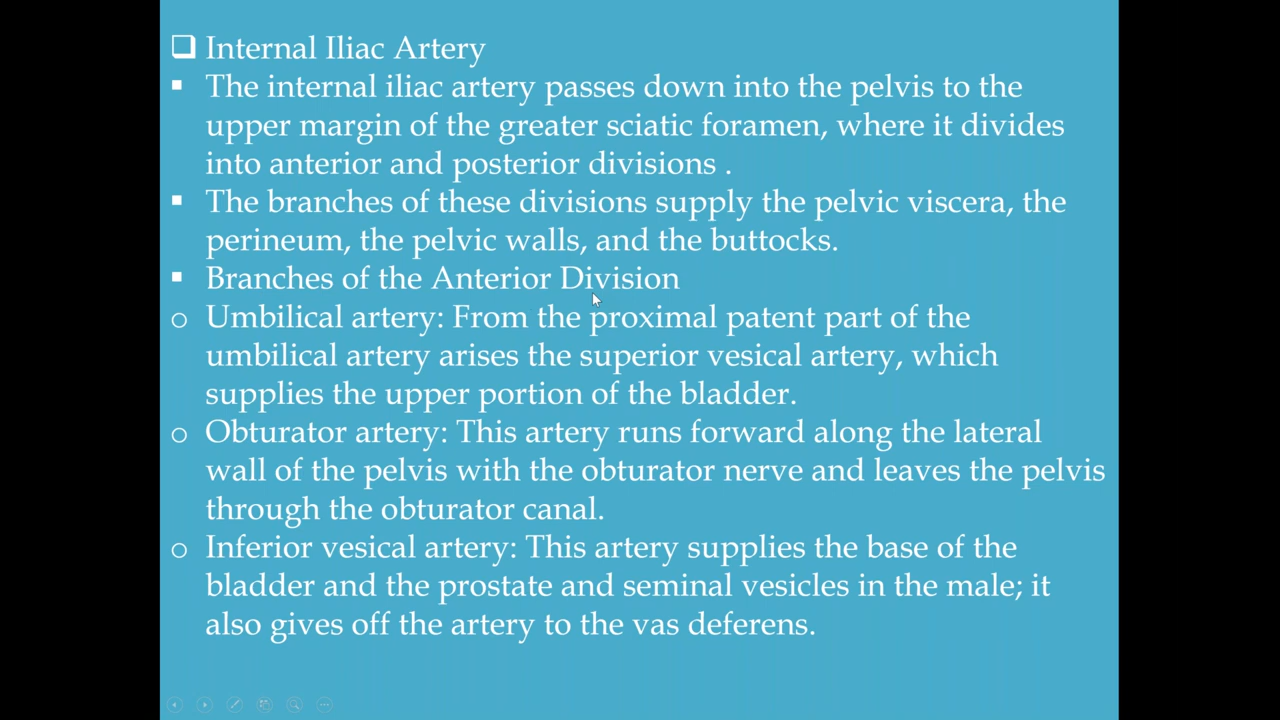 ❑ Internal Iliac Artery
▪ The internal iliac artery passes down into the pelvis to the
upper margin of the greater sciatic foramen, where it divides
into anterior and posterior divisions .
▪ The branches of these divisions supply the pelvic viscera, the
perineum, the pelvic walls, and the buttocks.
▪ Branches of the Anterior Division
o Umbilical artery: From the proximal patent part of the
umbilical artery arises the superior vesical artery, which
supplies the upper portion of the bladder.
o Obturator artery: This artery runs forward along the lateral
wall of the pelvis with the obturator nerve and leaves the pelvis
through the obturator canal.
o Inferior vesical artery: This artery supplies the base of the
bladder and the prostate and seminal vesicles in the male; it
also gives off the artery to the vas deferens.